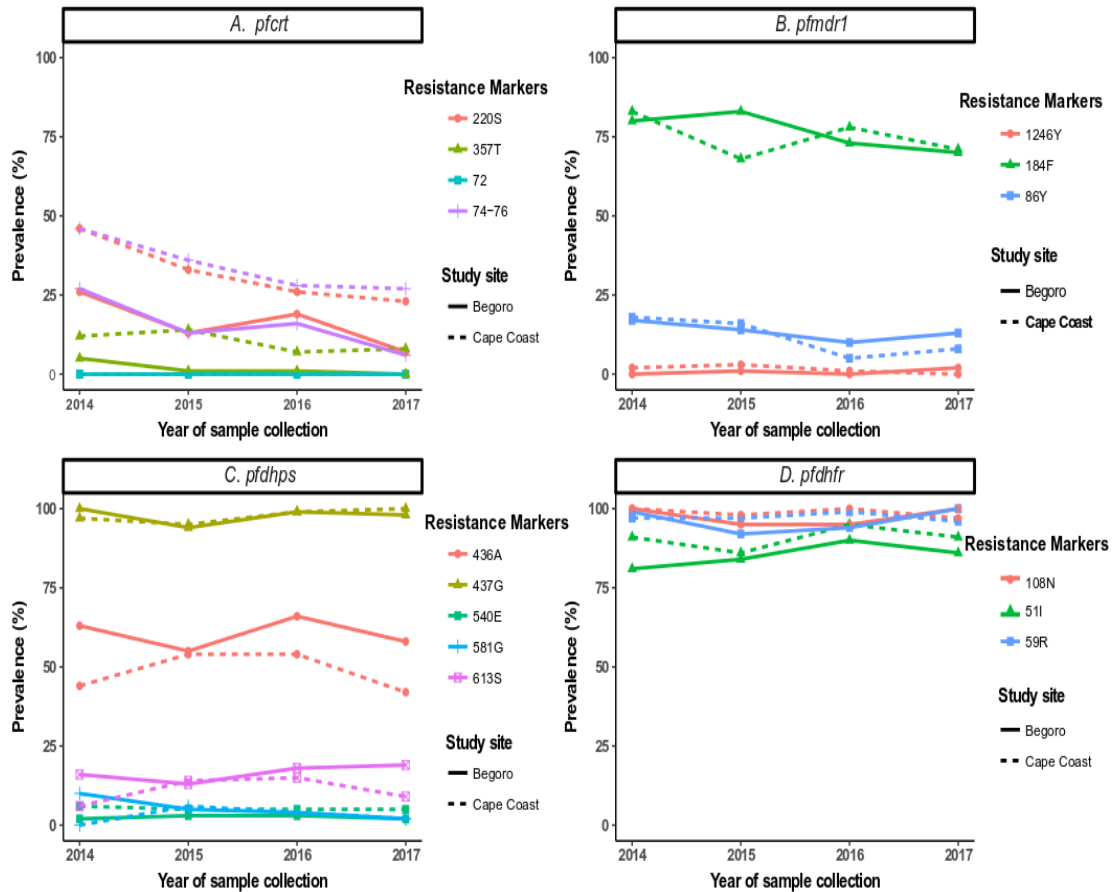 A. pfcrt
100
75
50
25
0
Prevalence (%)
2014 2015 2016 2017
Year of sample collection
Resistance Markers
220S
357T
72
74-76
Study site
Begoro
Cape Coast
B. pfmdr1
100
75
50
25
0
Prevalence (%)
2014 2015 2016 2017
Year of sample collection
Resistance Markers
1246Y
184F
86Y
Study site
Begoro
Cape Coast
C. pfdhps
100
75
50
25
0
Prevalence (%)
2014 2015 2016 2017
Year of sample collection
Resistance Markers
436A
437G
540E
581G
613S
Study site
Begoro
Cape Coast
D. pfdhfr
100
75
50
25
0
Prevalence (%)
2014 2015 2016 2017
Year of sample collection
Resistance Markers
108N
51I
59R
Study site
Begoro
Cape Coast